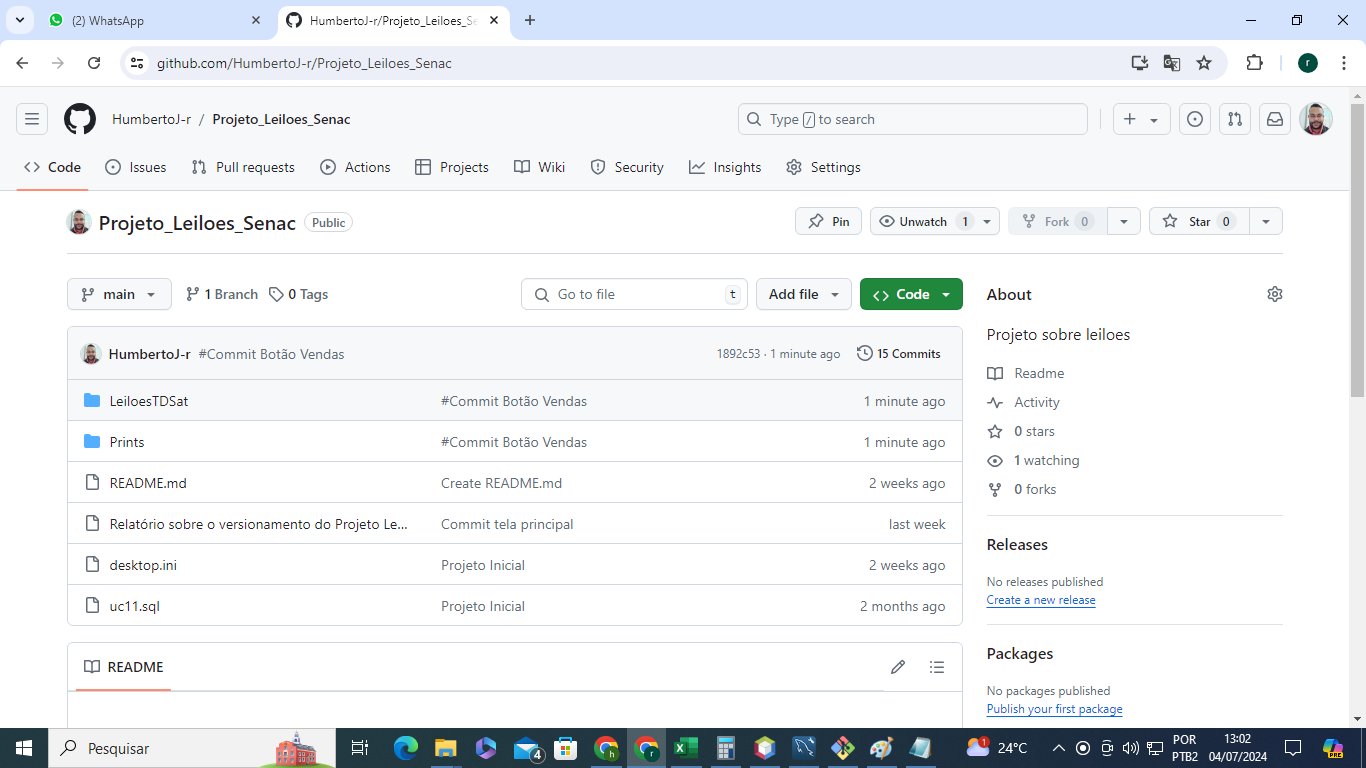 (2) WhatsApp
HumbertoJ-r/Projeto_Leiloes_Se
github.com/HumbertoJ-r/Projeto_Leiloes_Senac
r
HumbertoJ-r / Projeto_Leiloes_Senac
Type / to search
Code Issues Pull requests Actions Projects Wiki Security Insights Settings
Projeto_Leiloes_Senac Public
Pin Unwatch 1 Fork 0 Star 0
main 1 Branch 0 Tags Go to file t Add file Code
HumbertoJ-r #Commit Botão Vendas 1892c53 · 1 minute ago 15 Commits
LeiloesTDSat #Commit Botão Vendas 1 minute ago
Prints #Commit Botão Vendas 1 minute ago
README.md Create README.md 2 weeks ago
Relatório sobre o versionamento do Projeto Le... Commit tela principal last week
desktop.ini Projeto Inicial 2 weeks ago
uc11.sql Projeto Inicial 2 months ago
README
About
Projeto sobre leiloes
Readme
Activity
0 stars
1 watching
0 forks
Releases
No releases published
Create a new release
Packages
No packages published
Publish your first package
Pesquisar
4
h
r
1
24°C
POR
PTB2
13:02
04/07/2024
PRE